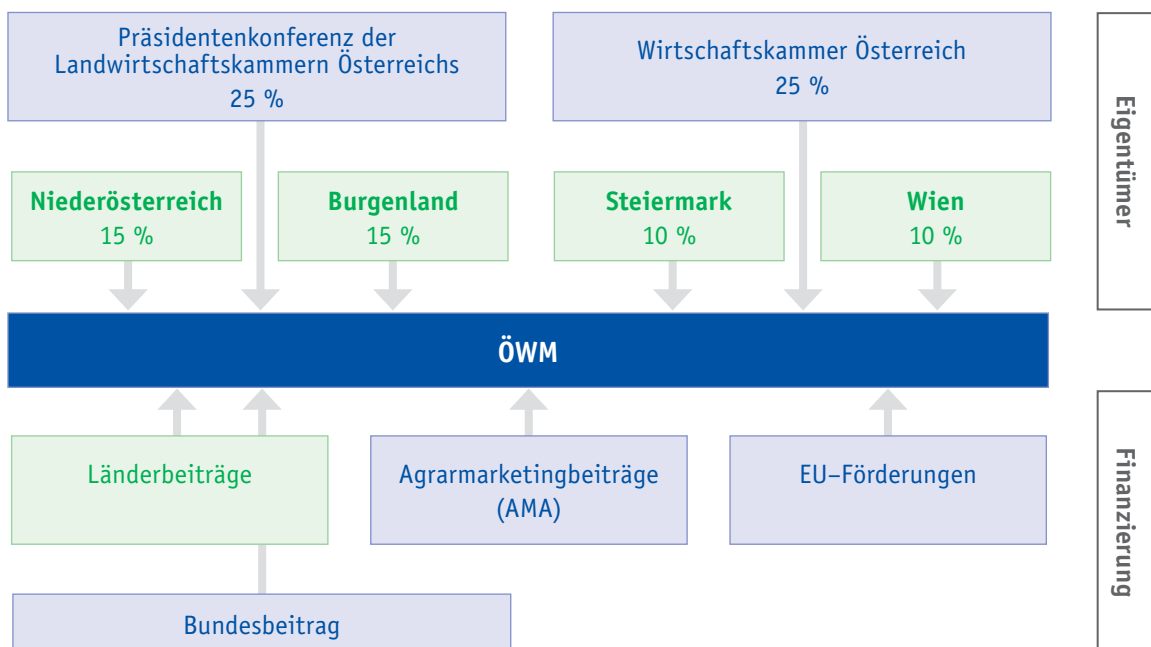 Präsidentenkonferenz der
Landwirtschaftskammern Österreichs
25 %
Wirtschaftskammer Österreich
25 %
Niederösterreich
15 %
Burgenland
15 %
Steiermark
10 %
Wien
10 %
Eigentümer
ÖWM
Länderbeiträge
Agrarmarketingbeiträge
(AMA)
EU–Förderungen
Bundesbeitrag
Finanzierung